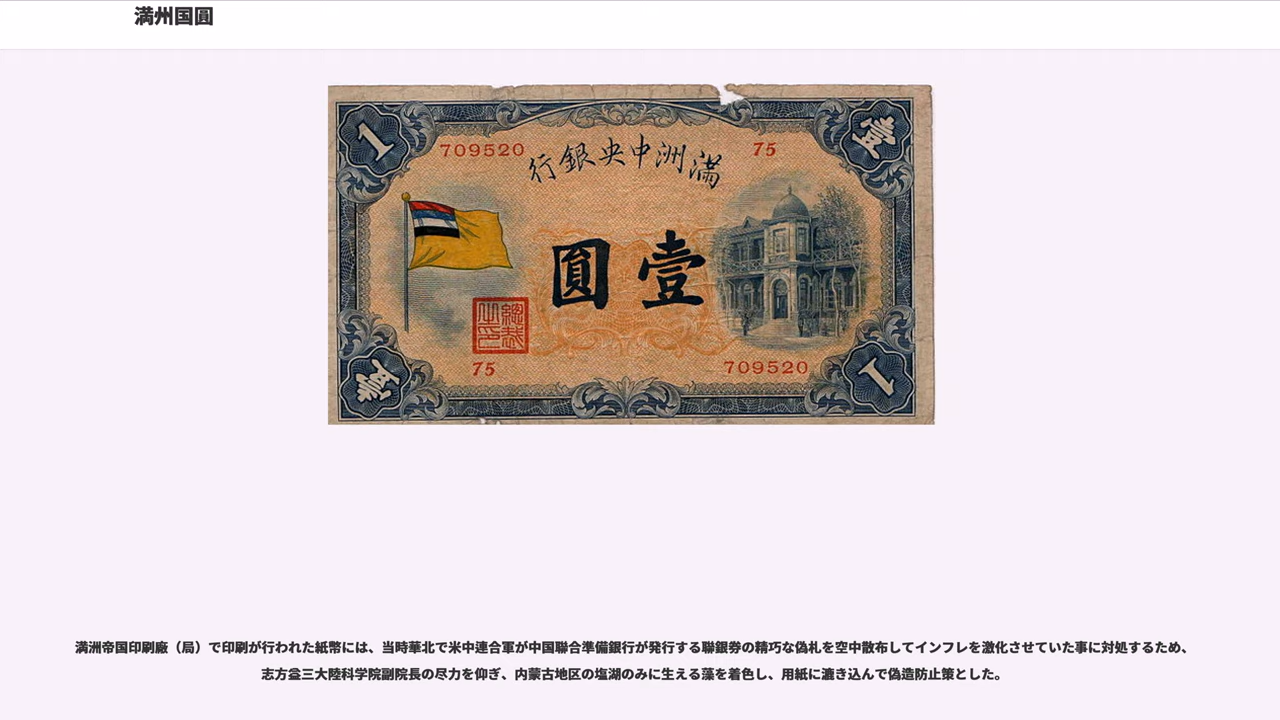 満州国圓
1
壹
709520
75
行銀央中洲滿
圓壹
總裁之印
75
709520
壹
1
満洲帝国印刷廠（局）で印刷が行われた紙幣には、当時華北で米中連合軍が中国聯合準備銀行が発行する聯銀券の精巧な偽札を空中散布してインフレを激化させていた事に対処するため、
志方益三大陸科学院副院長の尽力を仰ぎ、内蒙古地区の塩湖のみに生える藻を着色し、用紙に漉き込んで偽造防止策とした。